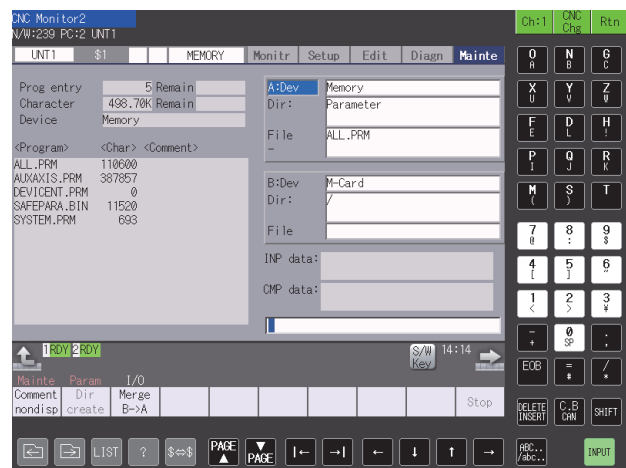 CNC Monitor2
N/W:239 PC:2 UNT1
UNT1 $1 MEMORY Monitr Setup Edit Diagn Mainte
Prog entry 5 Remain
Character 498.70K Remain
Device Memory
<Program> <Char> <Comment>
ALL.PRM 110600
AUXAXIS.PRM 387857
DEVICENT.PRM 0
SAFEPARA.BIN 11520
SYSTEM.PRM 693
A:Dev Memory
Dir: Parameter
File ALL.PRM
-
B:Dev M-Card
Dir: /
File
INP data:
CMP data:
1RDY 2RDY S/W Key 14:14
Mainte Param I/O
Comment nondisp
Dir create
Merge B->A
Stop
LIST ? $⇔$ PAGE ▲ ▼ PAGE |← →| ← ↓ ↑ →
Ch:1 CNC Chg Rtn
O A N B G C
X U Y V Z W
F E D L H !
P I Q J R K
M ( S ) T
7 @ 8 : 9 $
4 [ 5 ] 6 "
1 < 2 > 3 ¥
- + 0 SP . ,
EOB = # / *
DELETE INSERT C.B CAN SHIFT
ABC.. /abc.. INPUT